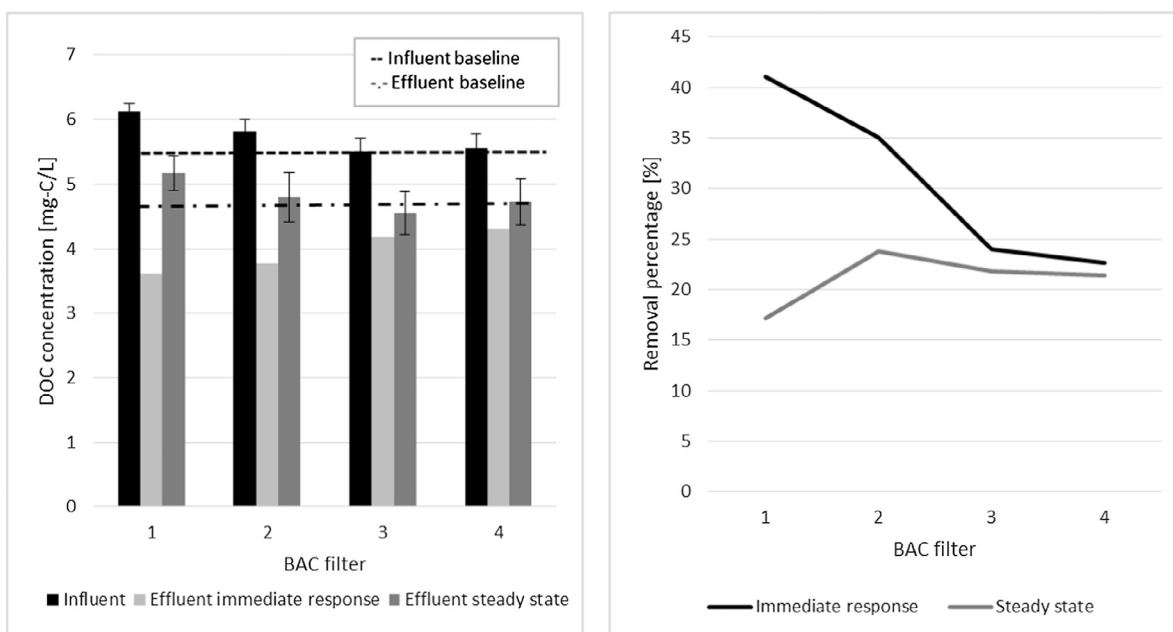 7
6
5
4
3
2
1
0
DOC concentration [mg-C/L]
Influent baseline
Effluent baseline
1 2 3 4
BAC filter
Influent Effluent immediate response Effluent steady state
45
40
35
30
25
20
15
10
5
0
Removal percentage [%]
1 2 3 4
BAC filter
Immediate response Steady state